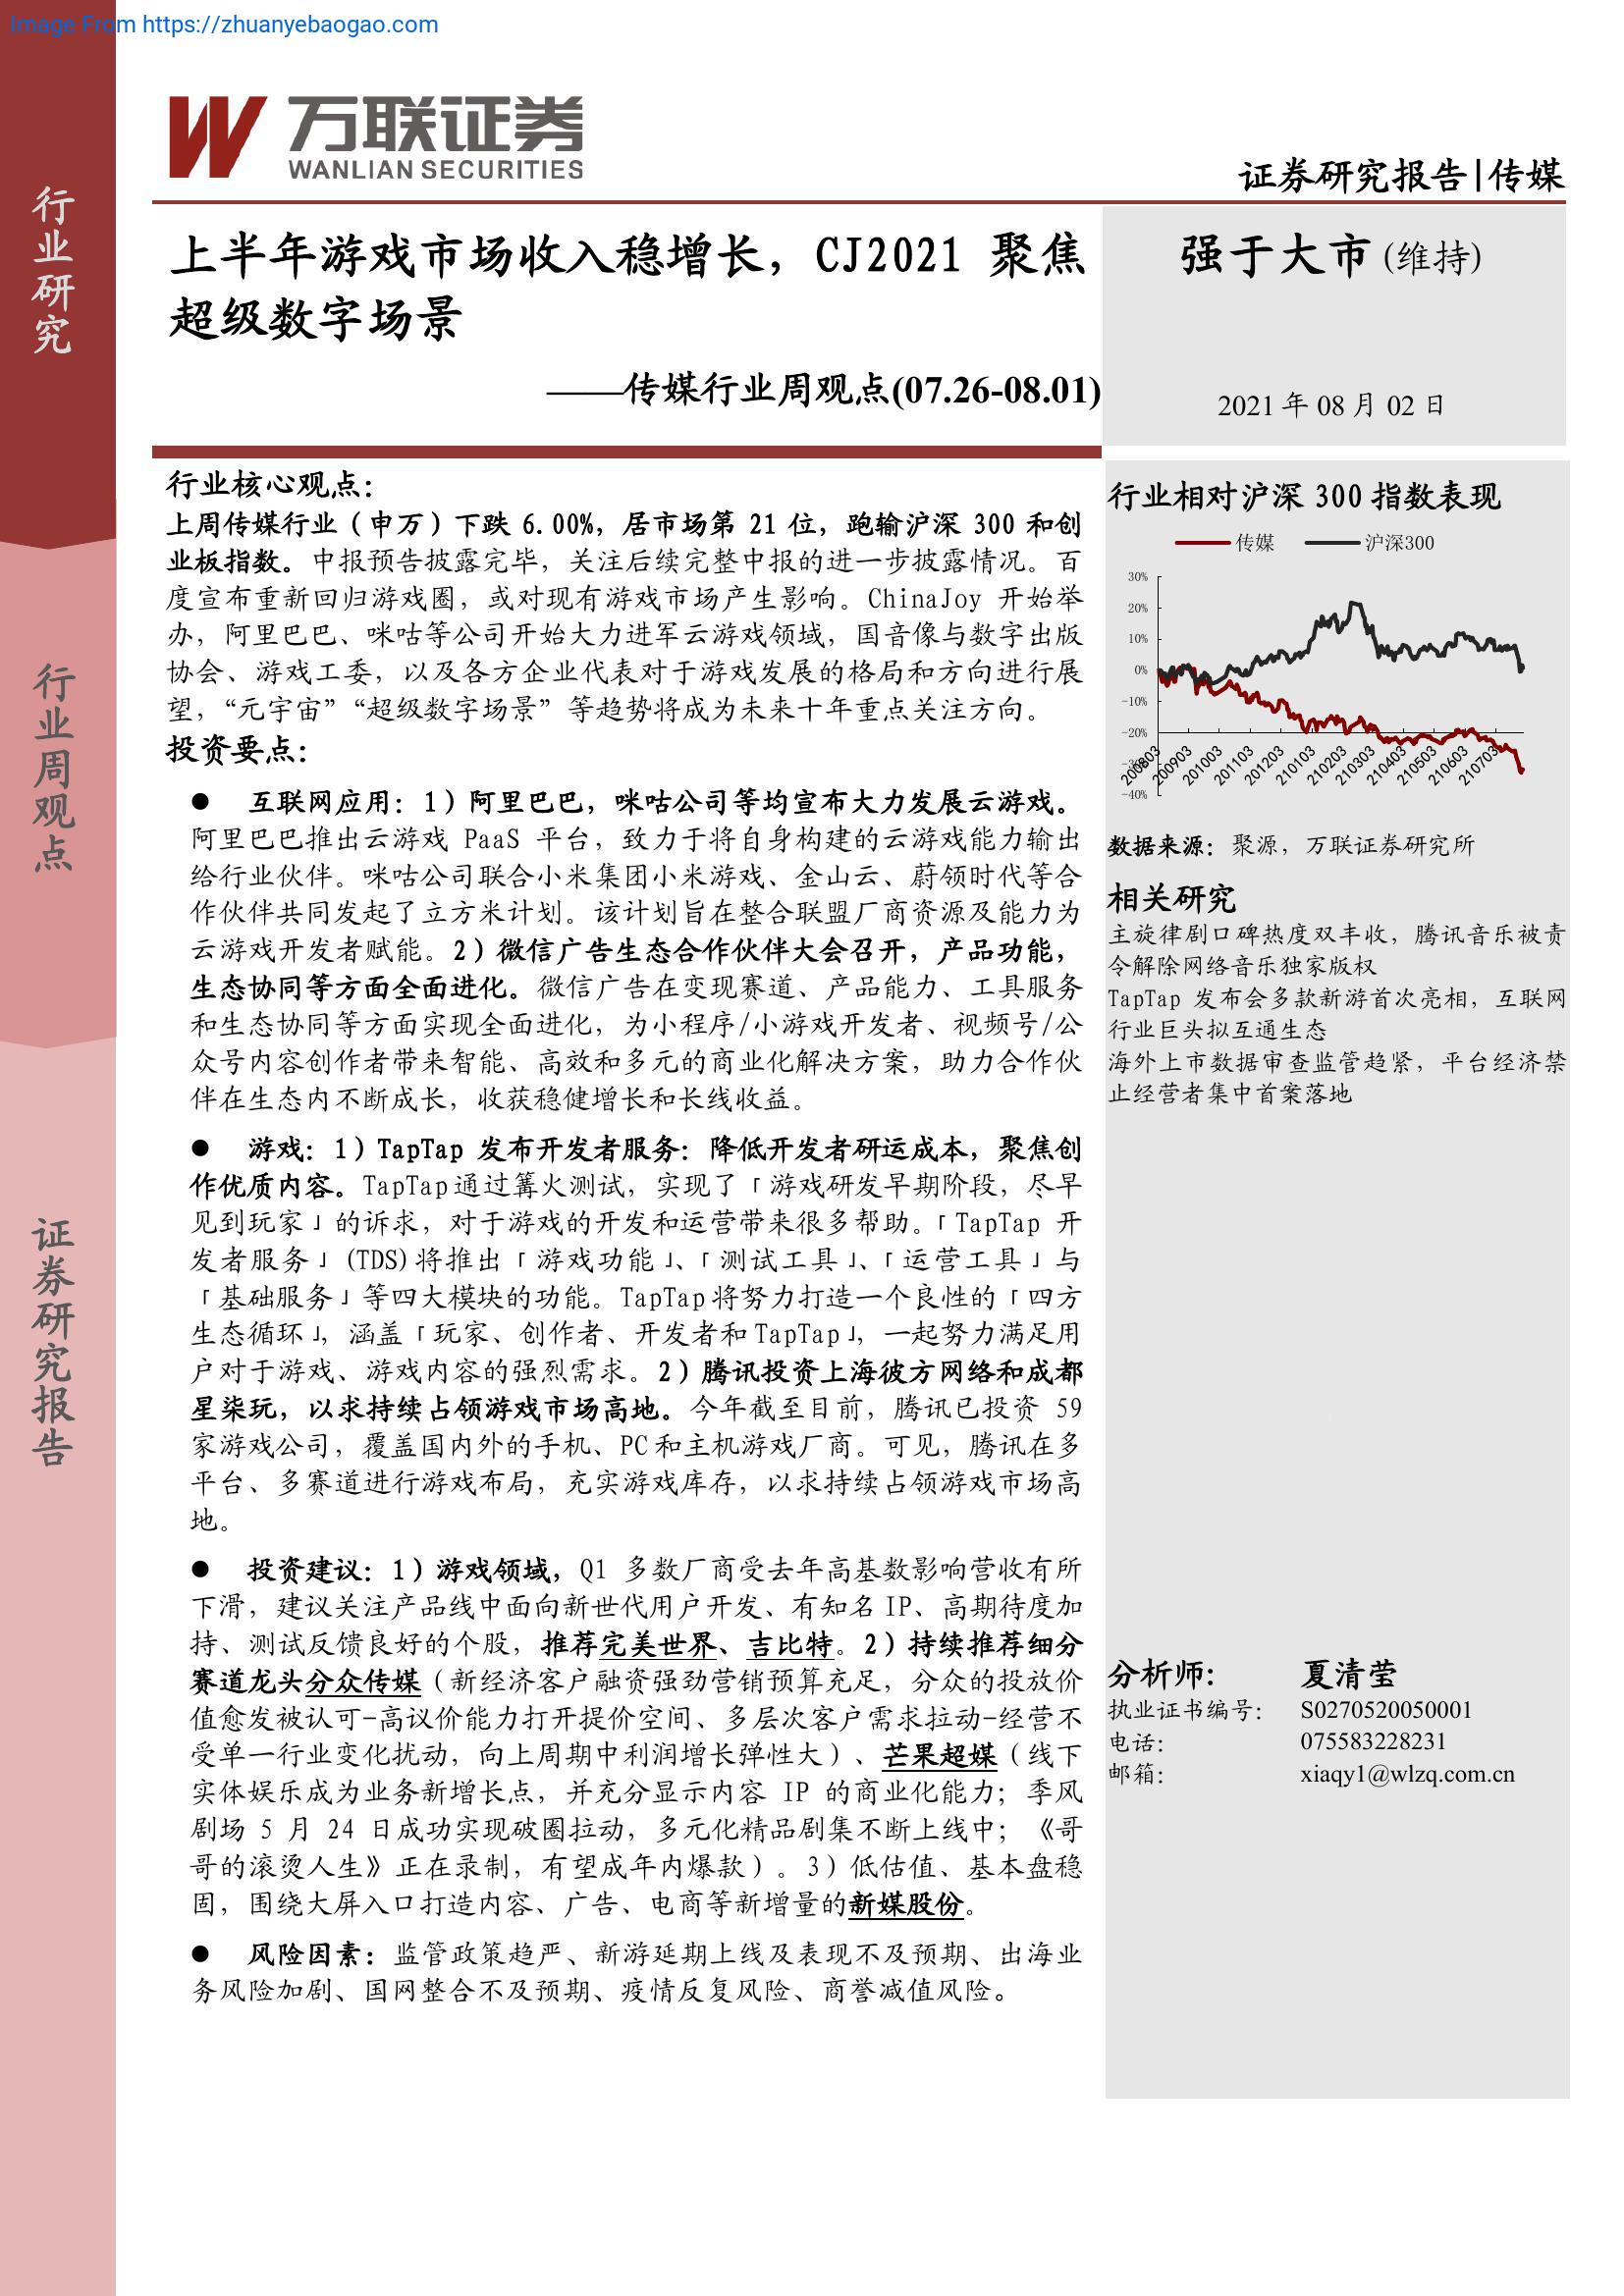 Image From https://zhuanyebaogao.com
万联证券
WANLIAN SECURITIES
证券研究报告|传媒
行业研究
行业周观点
证券研究报告
上半年游戏市场收入稳增长，CJ2021 聚焦
超级数字场景
——传媒行业周观点(07.26-08.01)
强于大市(维持)
2021 年 08 月 02 日
行业核心观点：
上周传媒行业（申万）下跌 6.00%，居市场第 21 位，跑输沪深 300 和创
业板指数。中报预告披露完毕，关注后续完整中报的进一步披露情况。百
度宣布重新回归游戏圈，或对现有游戏市场产生影响。ChinaJoy 开始举
办，阿里巴巴、咪咕等公司开始大力进军云游戏领域，国音像与数字出版
协会、游戏工委，以及各方企业代表对于游戏发展的格局和方向进行展
望，“元宇宙”“超级数字场景”等趋势将成为未来十年重点关注方向。
投资要点：
● 互联网应用：1）阿里巴巴，咪咕公司等均宣布大力发展云游戏。
阿里巴巴推出云游戏 PaaS 平台，致力于将自身构建的云游戏能力输出
给行业伙伴。咪咕公司联合小米集团小米游戏、金山云、蔚领时代等合
作伙伴共同发起了立方米计划。该计划旨在整合联盟厂商资源及能力为
云游戏开发者赋能。2）微信广告生态合作伙伴大会召开，产品功能，
生态协同等方面全面进化。微信广告在变现赛道、产品能力、工具服务
和生态协同等方面实现全面进化，为小程序/小游戏开发者、视频号/公
众号内容创作者带来智能、高效和多元的商业化解决方案，助力合作伙
伴在生态内不断成长，收获稳健增长和长线收益。
● 游戏：1）TapTap 发布开发者服务：降低开发者研运成本，聚焦创
作优质内容。TapTap通过篝火测试，实现了「游戏研发早期阶段，尽早
见到玩家」的诉求，对于游戏的开发和运营带来很多帮助。「TapTap 开
发者服务」(TDS)将推出「游戏功能」、「测试工具」、「运营工具」与
「基础服务」等四大模块的功能。TapTap将努力打造一个良性的「四方
生态循环」，涵盖「玩家、创作者、开发者和TapTap」，一起努力满足用
户对于游戏、游戏内容的强烈需求。2）腾讯投资上海彼方网络和成都
星柒玩，以求持续占领游戏市场高地。今年截至目前，腾讯已投资 59
家游戏公司，覆盖国内外的手机、PC和主机游戏厂商。可见，腾讯在多
平台、多赛道进行游戏布局，充实游戏库存，以求持续占领游戏市场高
地。
● 投资建议：1）游戏领域，Q1 多数厂商受去年高基数影响营收有所
下滑，建议关注产品线中面向新世代用户开发、有知名 IP、高期待度加
持、测试反馈良好的个股，推荐完美世界、吉比特。2）持续推荐细分
赛道龙头分众传媒（新经济客户融资强劲营销预算充足，分众的投放价
值愈发被认可-高议价能力打开提价空间、多层次客户需求拉动-经营不
受单一行业变化扰动，向上周期中利润增长弹性大）、芒果超媒（线下
实体娱乐成为业务新增长点，并充分显示内容 IP 的商业化能力；季风
剧场 5 月 24 日成功实现破圈拉动，多元化精品剧集不断上线中；《哥
哥的滚烫人生》正在录制，有望成年内爆款）。3）低估值、基本盘稳
固，围绕大屏入口打造内容、广告、电商等新增量的新媒股份。
● 风险因素：监管政策趋严、新游延期上线及表现不及预期、出海业
务风险加剧、国网整合不及预期、疫情反复风险、商誉减值风险。
行业相对沪深 300 指数表现
传媒 沪深300
30%
20%
10%
0%
-10%
-20%
-30%
-40%
200803 200903 201003 201103 201203 210103 210203 210303 210403 210503 210603 210703
数据来源：聚源，万联证券研究所
相关研究
主旋律剧口碑热度双丰收，腾讯音乐被责
令解除网络音乐独家版权
TapTap 发布会多款新游首次亮相，互联网
行业巨头拟互通生态
海外上市数据审查监管趋紧，平台经济禁
止经营者集中首案落地
分析师： 夏清莹
执业证书编号： S0270520050001
电话： 075583228231
邮箱： xiaqy1@wlzq.com.cn